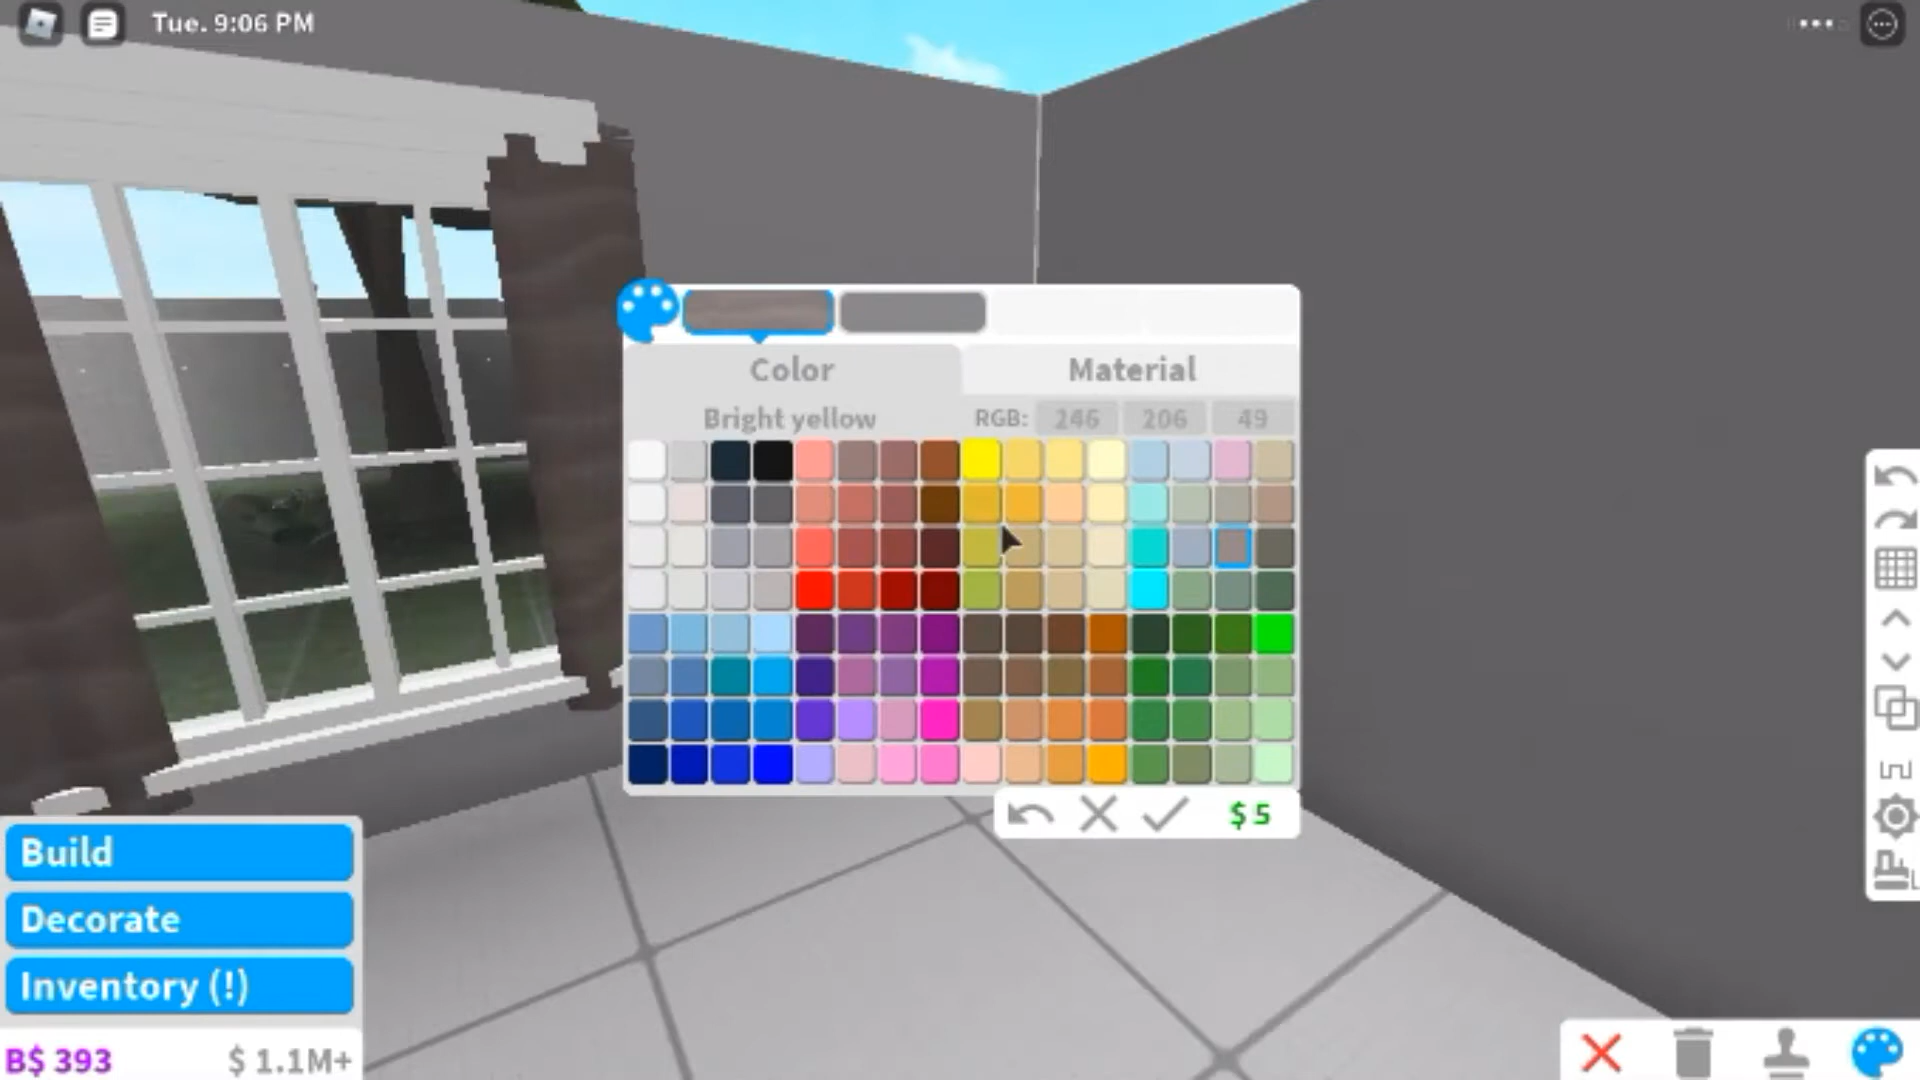 Tue. 9:06 PM
Color
Material
Bright yellow
RGB: 246 206 49
$ 5
Build
Decorate
Inventory (!)
B$ 393
$ 1.1M+